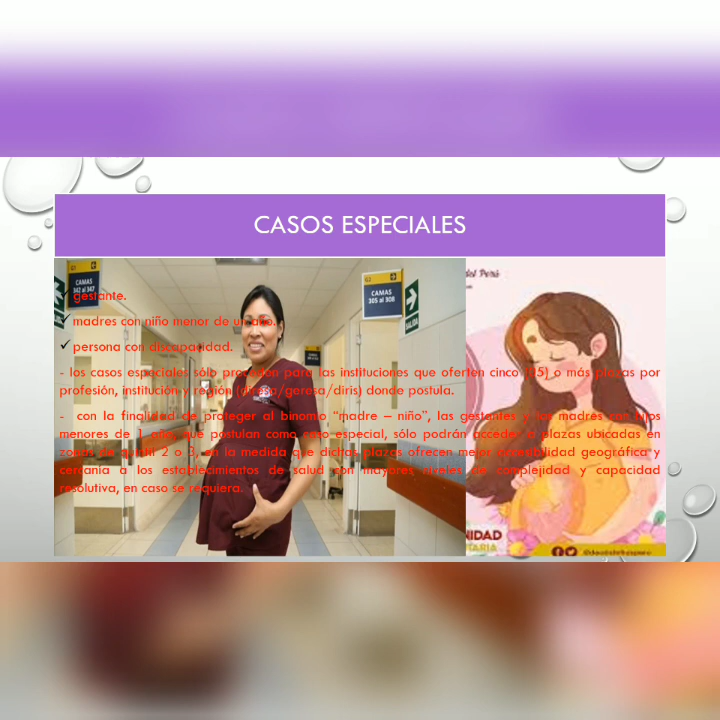 CASOS ESPECIALES
C1
CAMAS
342 al 347
C2
CAMAS
305 al 308
SALIDA
del Perú
✓ gestante.
✓ madres con niño menor de un año.
✓ persona con discapacidad.
- los casos especiales sólo procedon para las instituciones que oferten cinco (05) o más plazas por
profesión, institución y región (diresa/geresa/diris) donde postula.
- con la finalidad de proteger al binomio “madre – niño”, las gestantes y las madres con hijos
menores de 1 año, que postulan como caso especial, sólo podrán acceder a plazas ubicadas en
zonas de quintil 2 o 3, en la medida que dichas plazas ofrecen mejor accesibilidad geográfica y
cercanía a los establecimientos de salud con mayores niveles de complejidad y capacidad
resolutiva, en caso se requiera.
NIDAD
TARIA